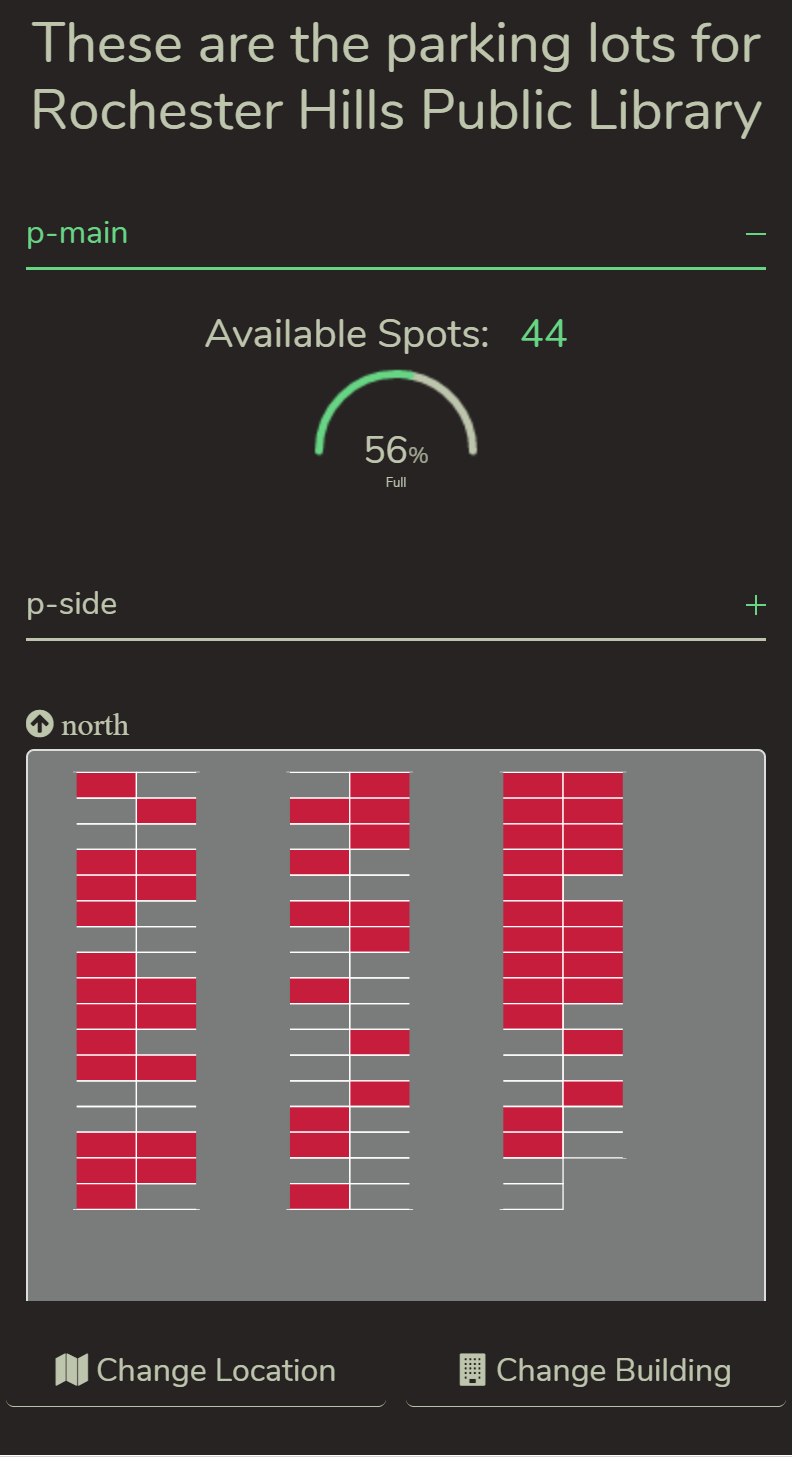 These are the parking lots for
Rochester Hills Public Library
p-main
Available Spots: 44
56%
Full
p-side
north
Change Location
Change Building